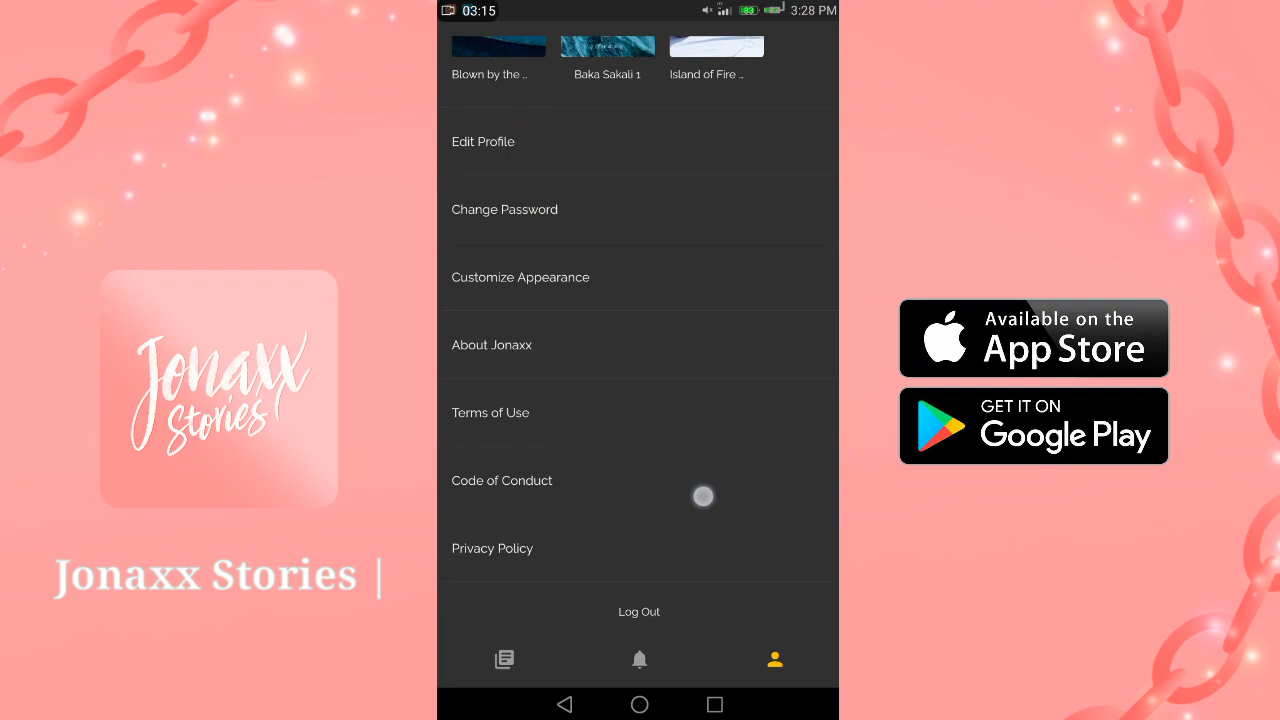 03:15
83
3:28 PM
JONAXX
Blown by the ..
Baka Sakali 1
Island of Fire ..
Edit Profile
Change Password
Customize Appearance
About Jonaxx
Terms of Use
Code of Conduct
Privacy Policy
Log Out
Jonaxx
Stories
Jonaxx Stories |
Available on the
App Store
GET IT ON
Google Play